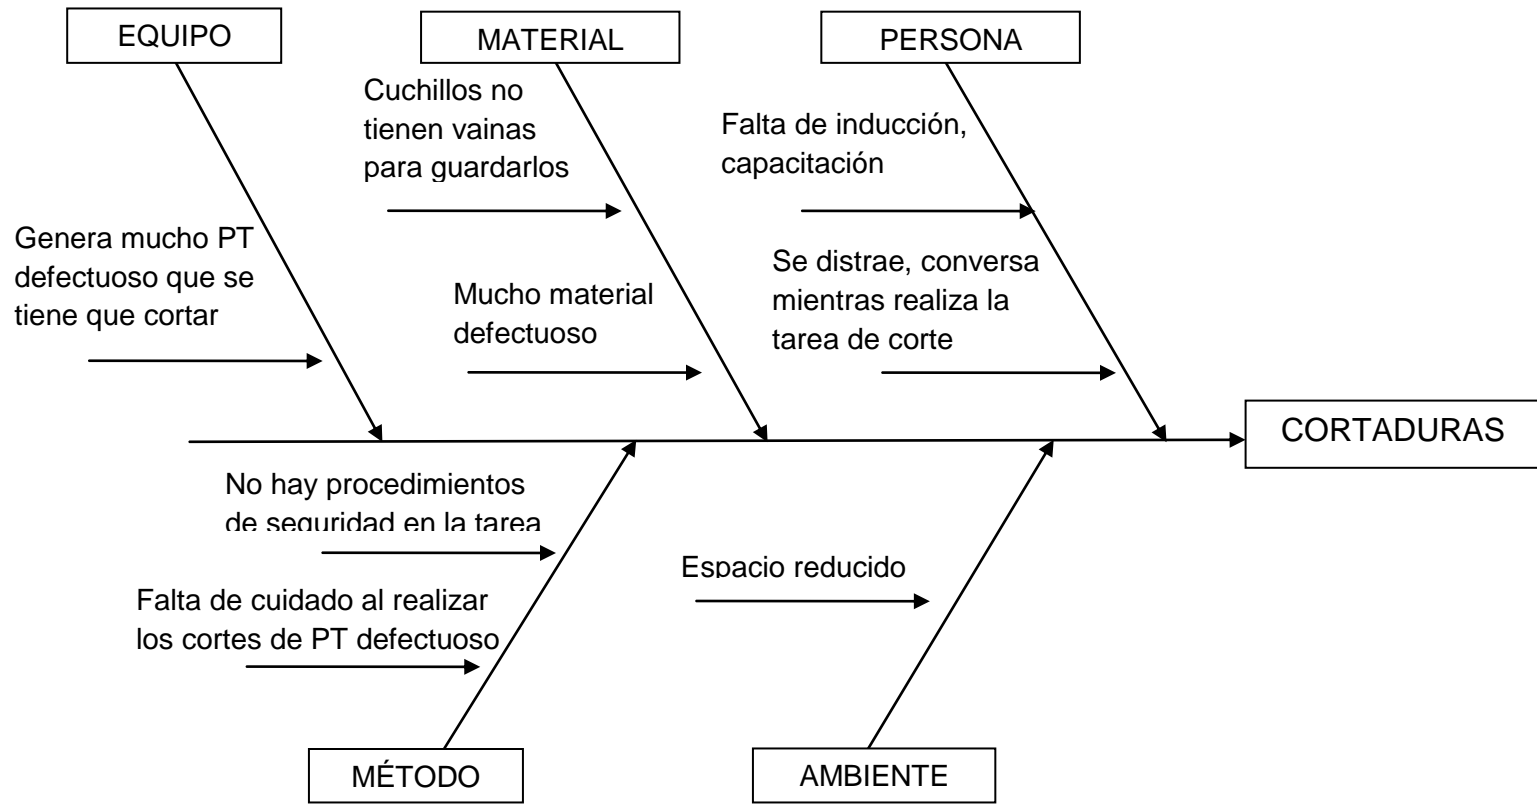 EQUIPO
MATERIAL
PERSONA
Cuchillos no
tienen vainas
para guardarlos
Falta de inducción,
capacitación
Genera mucho PT
defectuoso que se
tiene que cortar
Mucho material
defectuoso
Se distrae, conversa
mientras realiza la
tarea de corte
CORTADURAS
No hay procedimientos
de seguridad en la tarea
Espacio reducido
Falta de cuidado al realizar
los cortes de PT defectuoso
MÉTODO
AMBIENTE